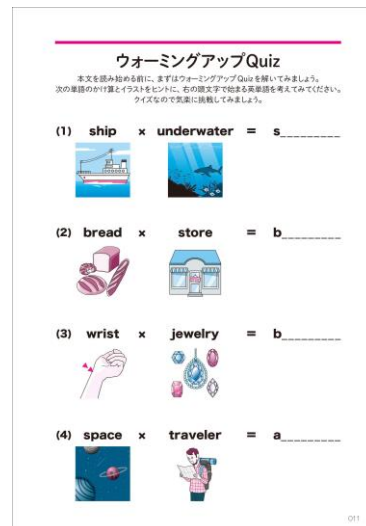 ウォーミングアップQuiz
本文を読み始める前に、まずはウォーミングアップQuizを解いてみましょう。
次の単語のかけ算とイラストをヒントに、右の頭文字で始まる英単語を考えてみてください。
クイズなので気楽に挑戦してみましょう。
(1) ship × underwater = s_________
(2) bread × store = b_________
(3) wrist × jewelry = b_________
(4) space × traveler = a_________
011